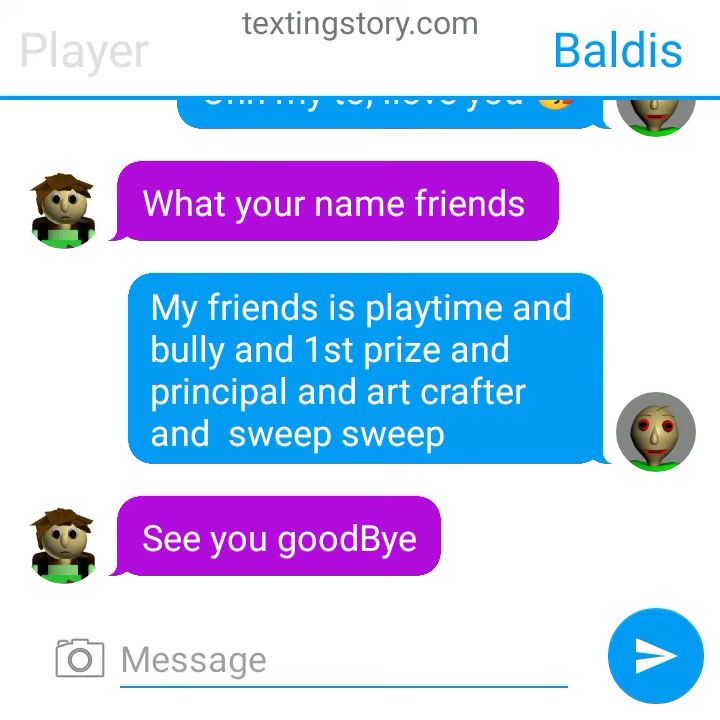 textingstory.com
Player
Baldis
What your name friends
My friends is playtime and
bully and 1st prize and
principal and art crafter
and  sweep sweep
See you goodBye
Message